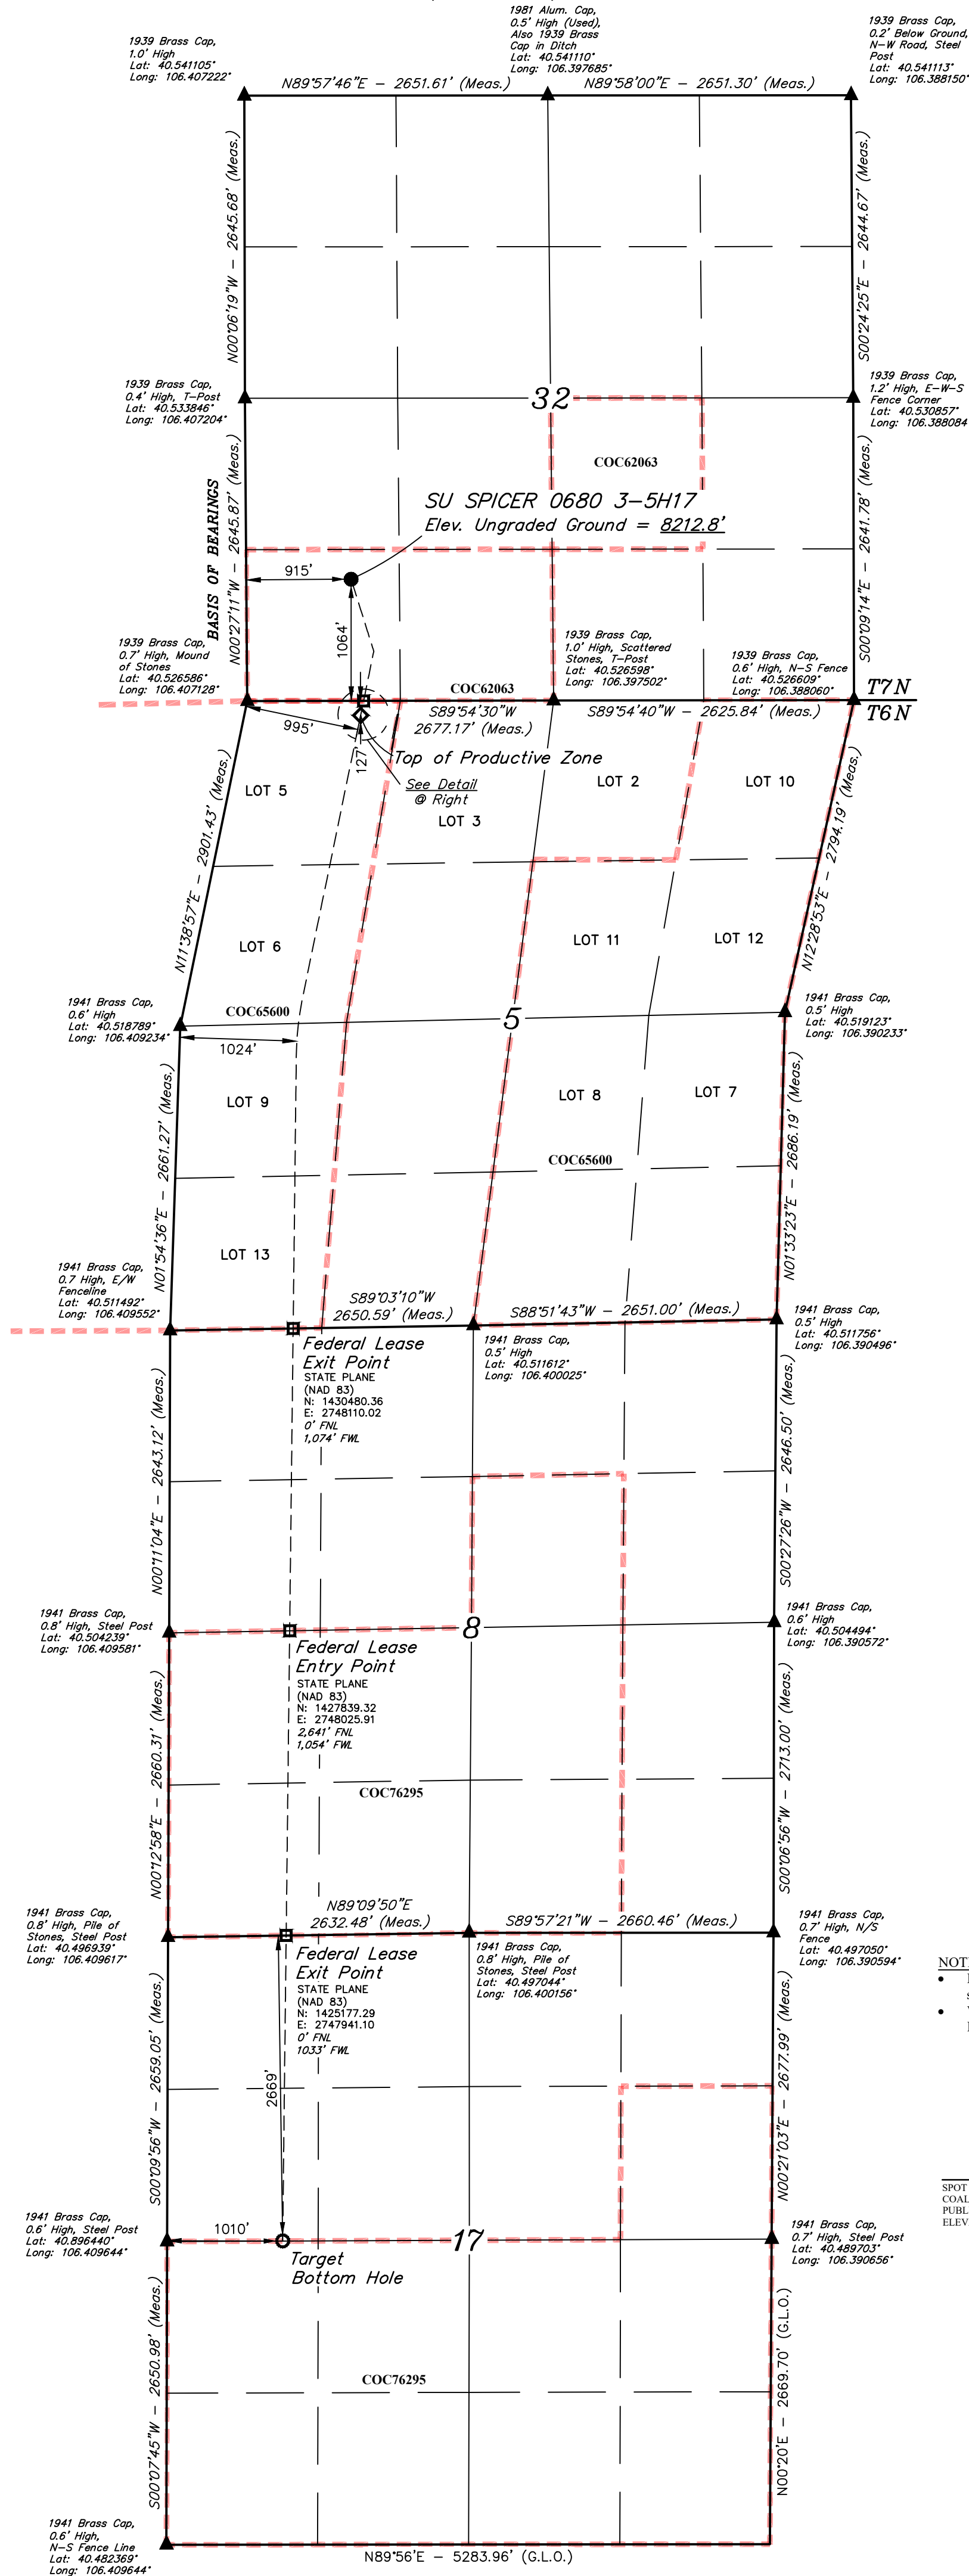 1981 Alum. Cap,
0.5' High (Used),
Also 1939 Brass
Cap in Ditch
Lat: 40.541110°
Long: 106.397685°
1939 Brass Cap,
0.2' Below Ground,
N-W Road, Steel
Post
Lat: 40.541113°
Long: 106.388150°
1939 Brass Cap,
1.0' High
Lat: 40.541105°
Long: 106.407222°
N89°57'46"E - 2651.61' (Meas.)
N89°58'00"E - 2651.30' (Meas.)
N00°06'19"W - 2645.68' (Meas.)
S00°24'25"E - 2644.67' (Meas.)
1939 Brass Cap,
0.4' High, T-Post
Lat: 40.533846°
Long: 106.407204°
32
1939 Brass Cap,
1.2' High, E-W-S
Fence Corner
Lat: 40.530857°
Long: 106.388084
COC62063
SU SPICER 0680 3-5H17
Elev. Ungraded Ground = 8212.8'
BASIS OF BEARINGS
N00°27'11"W - 2645.87' (Meas.)
S00°09'14"E - 2641.78' (Meas.)
915'
1064'
1939 Brass Cap,
0.7' High, Mound
of Stones
Lat: 40.526586°
Long: 106.407128°
1939 Brass Cap,
1.0' High, Scattered
Stones, T-Post
Lat: 40.526598°
Long: 106.397502°
1939 Brass Cap,
0.6' High, N-S Fence
Lat: 40.526609°
Long: 106.388060°
COC62063
T7N
T6N
S89°54'30"W
2677.17' (Meas.)
S89°54'40"W - 2625.84' (Meas.)
995'
127'
Top of Productive Zone
See Detail
@ Right
LOT 5
LOT 3
LOT 2
LOT 10
N11°38'57"E - 2901.43' (Meas.)
N12°28'53"E - 2794.19' (Meas.)
LOT 6
LOT 11
LOT 12
1941 Brass Cap,
0.6' High
Lat: 40.518789°
Long: 106.409234°
COC65600
5
1941 Brass Cap,
0.5' High
Lat: 40.519123°
Long: 106.390233°
1024'
LOT 9
LOT 8
LOT 7
COC65600
N01°54'36"E - 2661.27' (Meas.)
N01°33'23"E - 2686.19' (Meas.)
LOT 13
1941 Brass Cap,
0.7 High, E/W
Fenceline
Lat: 40.511492°
Long: 106.409552°
S89°03'10"W
2650.59' (Meas.)
S88°51'43"W - 2651.00' (Meas.)
1941 Brass Cap,
0.5' High
Lat: 40.511756°
Long: 106.390496°
1941 Brass Cap,
0.5' High
Lat: 40.511612°
Long: 106.400025°
Federal Lease
Exit Point
STATE PLANE
(NAD 83)
N: 1430480.36
E: 2748110.02
0' FNL
1,074' FWL
N00°11'04"E - 2643.12' (Meas.)
S00°27'26"W - 2646.50' (Meas.)
1941 Brass Cap,
0.8' High, Steel Post
Lat: 40.504239°
Long: 106.409581°
8
1941 Brass Cap,
0.6' High
Lat: 40.504494°
Long: 106.390572°
Federal Lease
Entry Point
STATE PLANE
(NAD 83)
N: 1427839.32
E: 2748025.91
2,641' FNL
1,054' FWL
COC76295
N00°12'58"E - 2660.31' (Meas.)
S00°06'56"W - 2713.00' (Meas.)
1941 Brass Cap,
0.8' High, Pile of
Stones, Steel Post
Lat: 40.496939°
Long: 106.409617°
N89°09'50"E
2632.48' (Meas.)
S89°57'21"W - 2660.46' (Meas.)
1941 Brass Cap,
0.7' High, N/S
Fence
Lat: 40.497050°
Long: 106.390594°
1941 Brass Cap,
0.8' High, Pile of
Stones, Steel Post
Lat: 40.497044°
Long: 106.400156°
Federal Lease
Exit Point
STATE PLANE
(NAD 83)
N: 1425177.29
E: 2747941.10
0' FNL
1033' FWL
NOT
S00°09'56"W - 2659.05' (Meas.)
2669'
N00°21'03"E - 2677.99' (Meas.)
SPOT
COAL
PUBL
ELEV
1941 Brass Cap,
0.6' High, Steel Post
Lat: 40.896440°
Long: 106.409644°
1010'
17
1941 Brass Cap,
0.7' High, Steel Post
Lat: 40.489703°
Long: 106.390656°
Target
Bottom Hole
COC76295
S00°07'45"W - 2650.98' (Meas.)
N00°20'E - 2669.70' (G.L.O.)
1941 Brass Cap,
0.6' High,
N-S Fence Line
Lat: 40.482369°
Long: 106.409644°
N89°56'E - 5283.96' (G.L.O.)